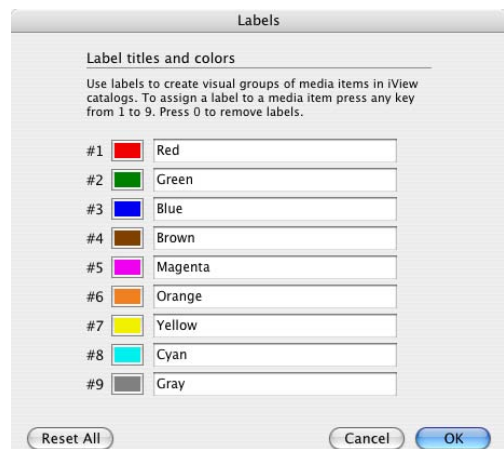 Labels
Label titles and colors
Use labels to create visual groups of media items in iView
catalogs. To assign a label to a media item press any key
from 1 to 9. Press 0 to remove labels.
#1 Red
#2 Green
#3 Blue
#4 Brown
#5 Magenta
#6 Orange
#7 Yellow
#8 Cyan
#9 Gray
Reset All Cancel OK